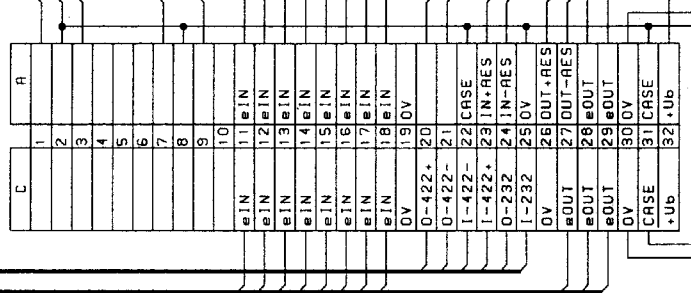 C A
1
2
3
4
5
6
7
8
9
10
eIN 11 eIN
eIN 12 eIN
eIN 13 eIN
eIN 14 eIN
eIN 15 eIN
eIN 16 eIN
eIN 17 eIN
eIN 18 eIN
0V 19 0V
O-422+ 20
O-422- 21
I-422- 22 CASE
I-422+ 23 IN+AES
O-232 24 IN-AES
I-232 25 0V
0V 26 OUT+AES
eOUT 27 OUT-AES
eOUT 28 eOUT
eOUT 29 eOUT
0V 30 0V
CASE 31 CASE
+Ub 32 +Ub